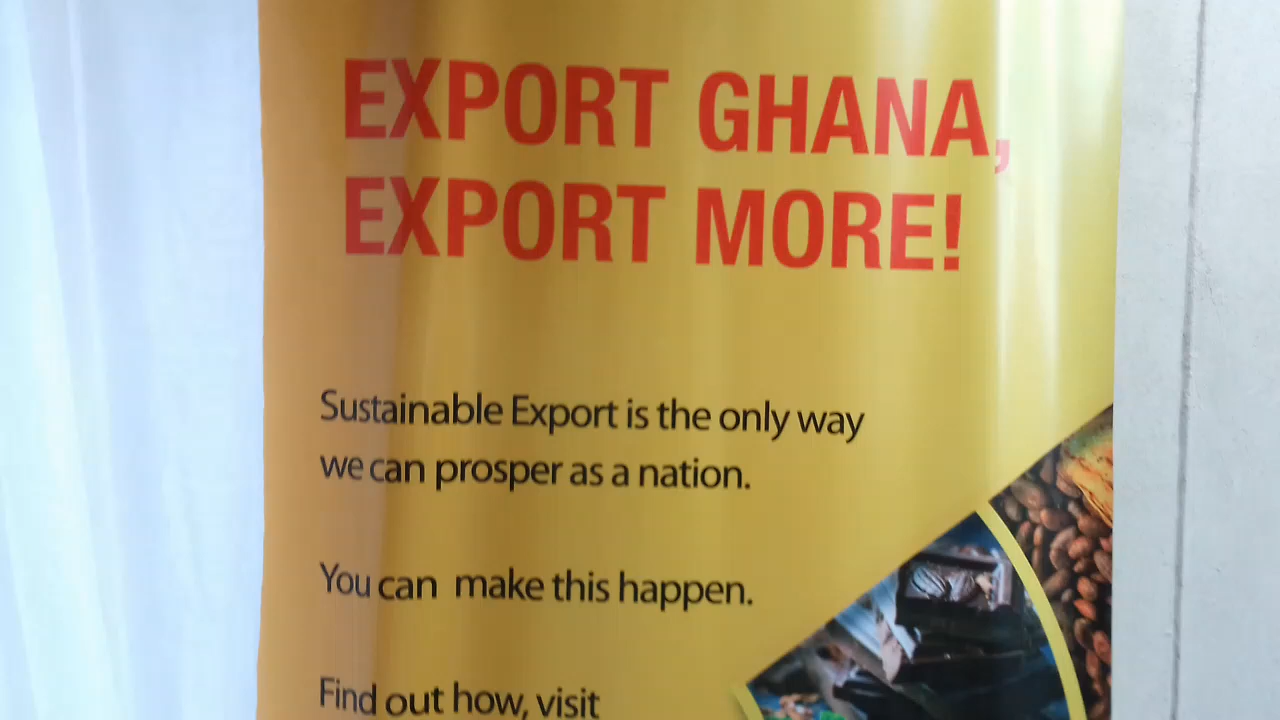 EXPORT GHANA,
EXPORT MORE!
Sustainable Export is the only way
we can prosper as a nation.
You can make this happen.
Find out how, visit